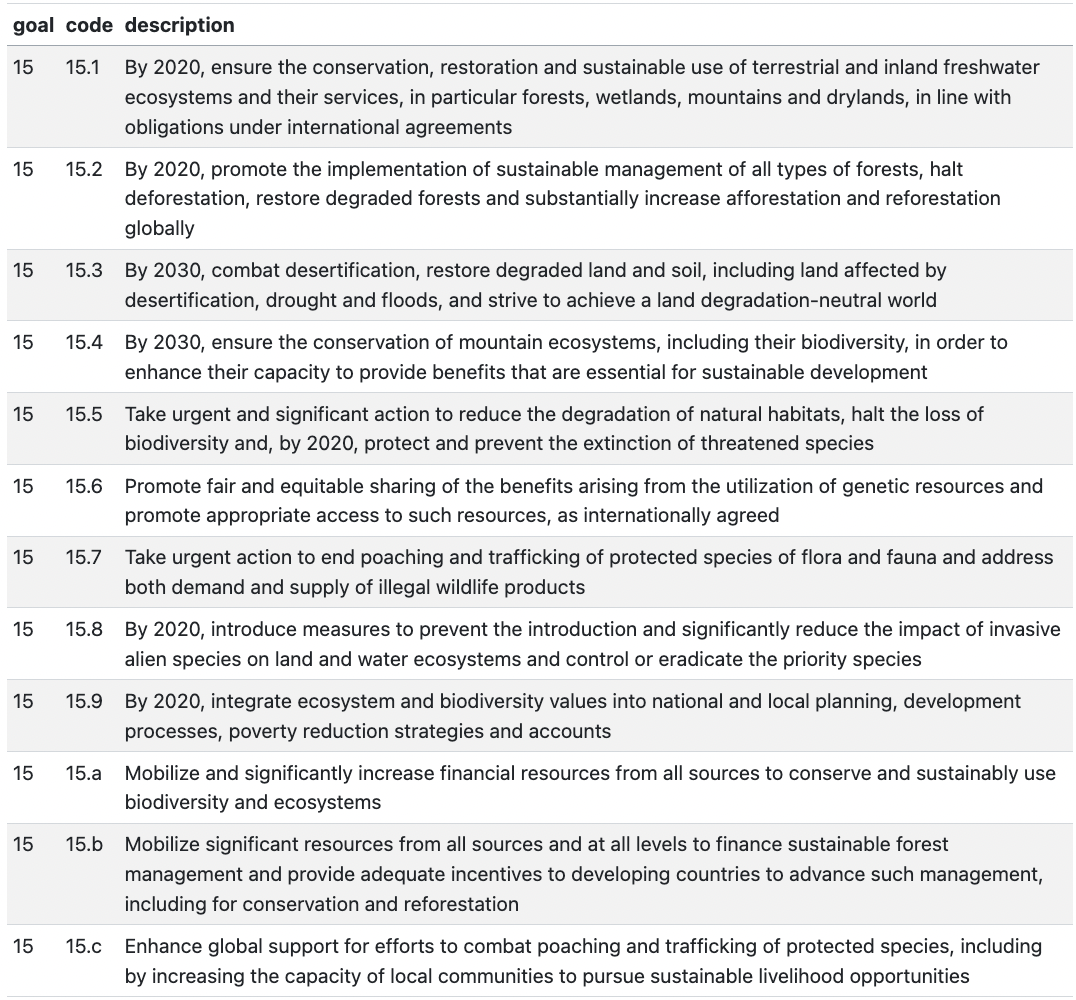 goal code description
15 15.1 By 2020, ensure the conservation, restoration and sustainable use of terrestrial and inland freshwater
ecosystems and their services, in particular forests, wetlands, mountains and drylands, in line with
obligations under international agreements
15 15.2 By 2020, promote the implementation of sustainable management of all types of forests, halt
deforestation, restore degraded forests and substantially increase afforestation and reforestation
globally
15 15.3 By 2030, combat desertification, restore degraded land and soil, including land affected by
desertification, drought and floods, and strive to achieve a land degradation-neutral world
15 15.4 By 2030, ensure the conservation of mountain ecosystems, including their biodiversity, in order to
enhance their capacity to provide benefits that are essential for sustainable development
15 15.5 Take urgent and significant action to reduce the degradation of natural habitats, halt the loss of
biodiversity and, by 2020, protect and prevent the extinction of threatened species
15 15.6 Promote fair and equitable sharing of the benefits arising from the utilization of genetic resources and
promote appropriate access to such resources, as internationally agreed
15 15.7 Take urgent action to end poaching and trafficking of protected species of flora and fauna and address
both demand and supply of illegal wildlife products
15 15.8 By 2020, introduce measures to prevent the introduction and significantly reduce the impact of invasive
alien species on land and water ecosystems and control or eradicate the priority species
15 15.9 By 2020, integrate ecosystem and biodiversity values into national and local planning, development
processes, poverty reduction strategies and accounts
15 15.a Mobilize and significantly increase financial resources from all sources to conserve and sustainably use
biodiversity and ecosystems
15 15.b Mobilize significant resources from all sources and at all levels to finance sustainable forest
management and provide adequate incentives to developing countries to advance such management,
including for conservation and reforestation
15 15.c Enhance global support for efforts to combat poaching and trafficking of protected species, including
by increasing the capacity of local communities to pursue sustainable livelihood opportunities